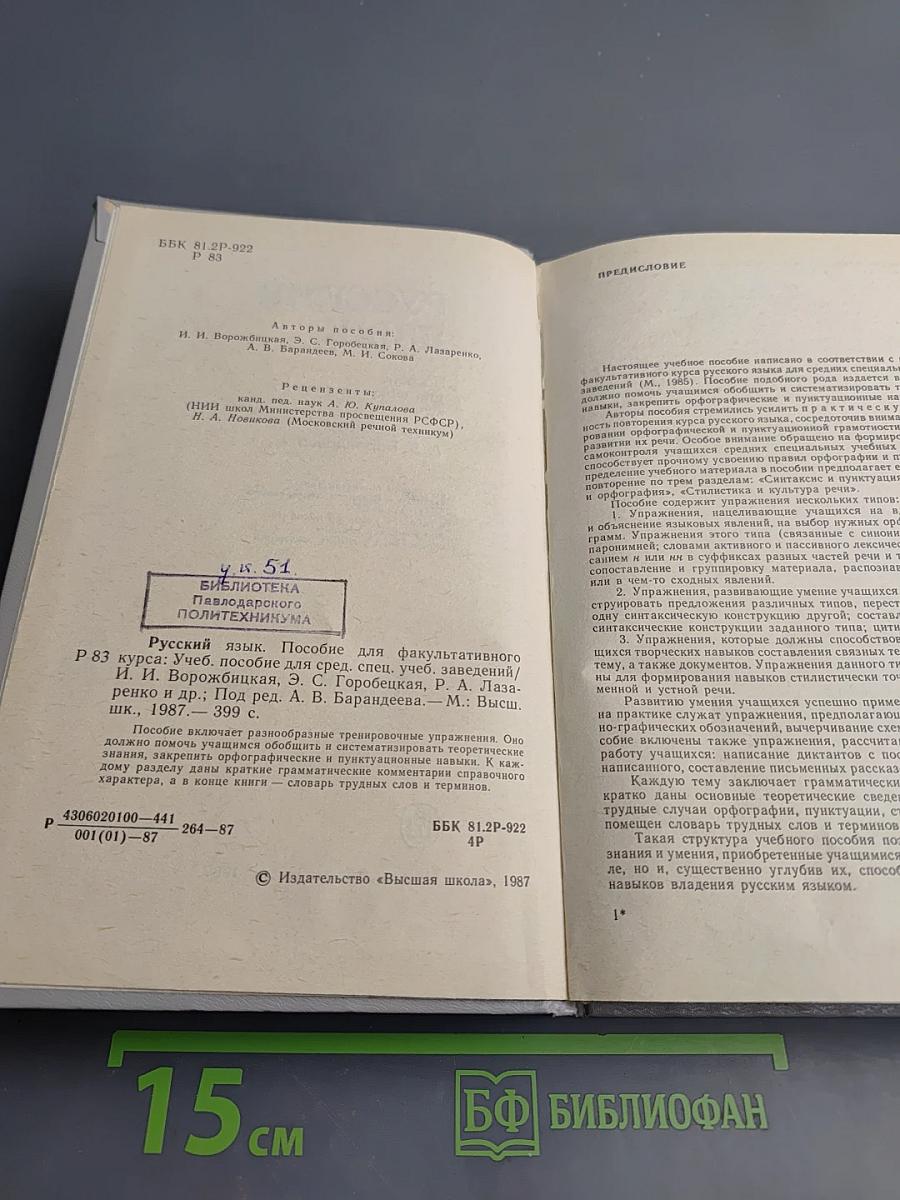 ББК 81.2Р-922
Р 83
Авторы пособия:
И. И. Ворожбицкая, Э. С. Горобецкая, Р. А. Лазаренко,
А. В. Барандеев, М. И. Сокова
Рецензенты:
канд. пед. наук А. Ю. Купалова
(НИИ школ Министерства просвещения РСФСР),
Н. А. Новикова (Московский речной техникум)
у.к. 51.
БИБЛИОТЕКА
Павлодарского
ПОЛИТЕХНИКУМА
Русский язык. Пособие для факультативного
Р 83 курса: Учеб. пособие для сред. спец. учеб. заведений/
И. И. Ворожбицкая, Э. С. Горобецкая, Р. А. Лаза-
ренко и др.; Под ред. А. В. Барандеева.— М.: Высш.
шк., 1987.— 399 с.
Пособие включает разнообразные тренировочные упражнения. Оно
должно помочь учащимся обобщить и систематизировать теоретические
знания, закрепить орфографические и пунктуационные навыки. К каж-
дому разделу даны краткие грамматические комментарии справочного
характера, а в конце книги — словарь трудных слов и терминов.
Р 4306020100—441
001(01)—87 264—87
ББК 81.2Р-922
4Р
© Издательство «Высшая школа», 1987
ПРЕДИСЛОВИЕ
Настоящее учебное пособие написано в соответствии с
факультативного курса русского языка для средних специаль
заведений (М., 1985). Пособие подобного рода издается в
должно помочь учащимся обобщить и систематизировать т
навыки, закрепить орфографические и пунктуационные на
Авторы пособия стремились усилить практическу
ность повторения курса русского языка, сосредоточив внима
ровании орфографической и пунктуационной грамотности
развитии их речи. Особое внимание обращено на формиро
самоконтроля учащихся средних специальных учебных
способствует прочному усвоению правил орфографии и п
пределение учебного материала в пособии предполагает е
повторение по трем разделам: «Синтаксис и пунктуация
и орфография», «Стилистика и культура речи».
Пособие содержит упражнения нескольких типов:
1. Упражнения, нацеливающие учащихся на в
и объяснение языковых явлений, на выбор нужных орф
грамм. Упражнения этого типа (связанные с синони
паронимией; словами активного и пассивного лексичес
санием н или нн в суффиксах разных частей речи и т
сопоставление и группировку материала, распознав
или в чем-то сходных явлений.
2. Упражнения, развивающие умение учащихся
струировать предложения различных типов, перест
одну синтаксическую конструкцию другой; составл
синтаксические конструкции заданного типа; цити
3. Упражнения, которые должны способствов
щихся творческих навыков составления связных те
тему, а также документов. Упражнения данного ти
ны для формирования навыков стилистически точ
менной и устной речи.
Развитию умения учащихся успешно приме
на практике служат упражнения, предполагаю
но-графических обозначений, вычерчивание схем
собие включены также упражнения, рассчита
работу учащихся: написание диктантов с пос
написанного, составление письменных рассказ
Каждую тему заключает грамматически
кратко даны основные теоретические сведе
трудные случаи орфографии, пунктуации, ст
помещен словарь трудных слов и терминов
Такая структура учебного пособия поз
знания и умения, приобретенные учащимися
ле, но и, существенно углубив их, способ
навыков владения русским языком.
1*
15 см
БФ БИБЛИОФАН